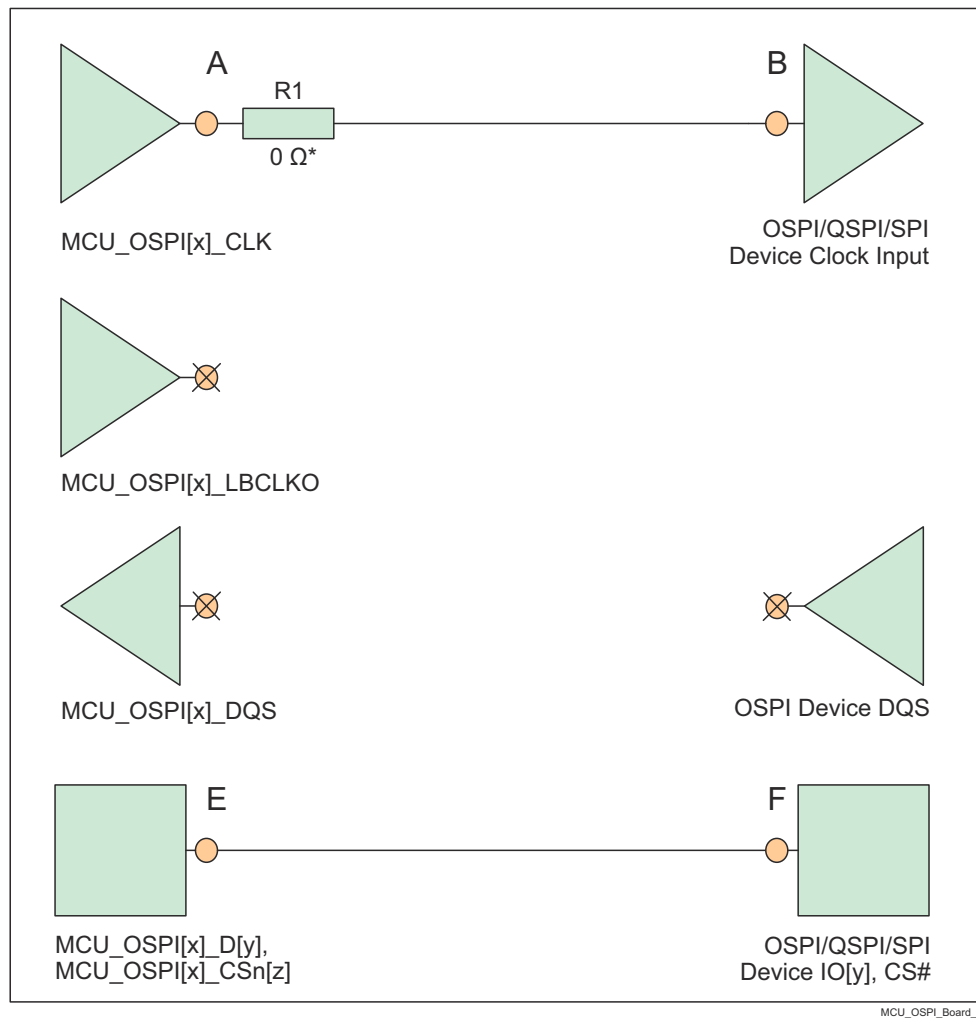 A
B
R1
0 Ω*
MCU_OSPI[x]_CLK
OSPI/QSPI/SPI
Device Clock Input
MCU_OSPI[x]_LBCLKO
MCU_OSPI[x]_DQS
OSPI Device DQS
E
F
MCU_OSPI[x]_D[y],
MCU_OSPI[x]_CSn[z]
OSPI/QSPI/SPI
Device IO[y], CS#
MCU_OSPI_Board_